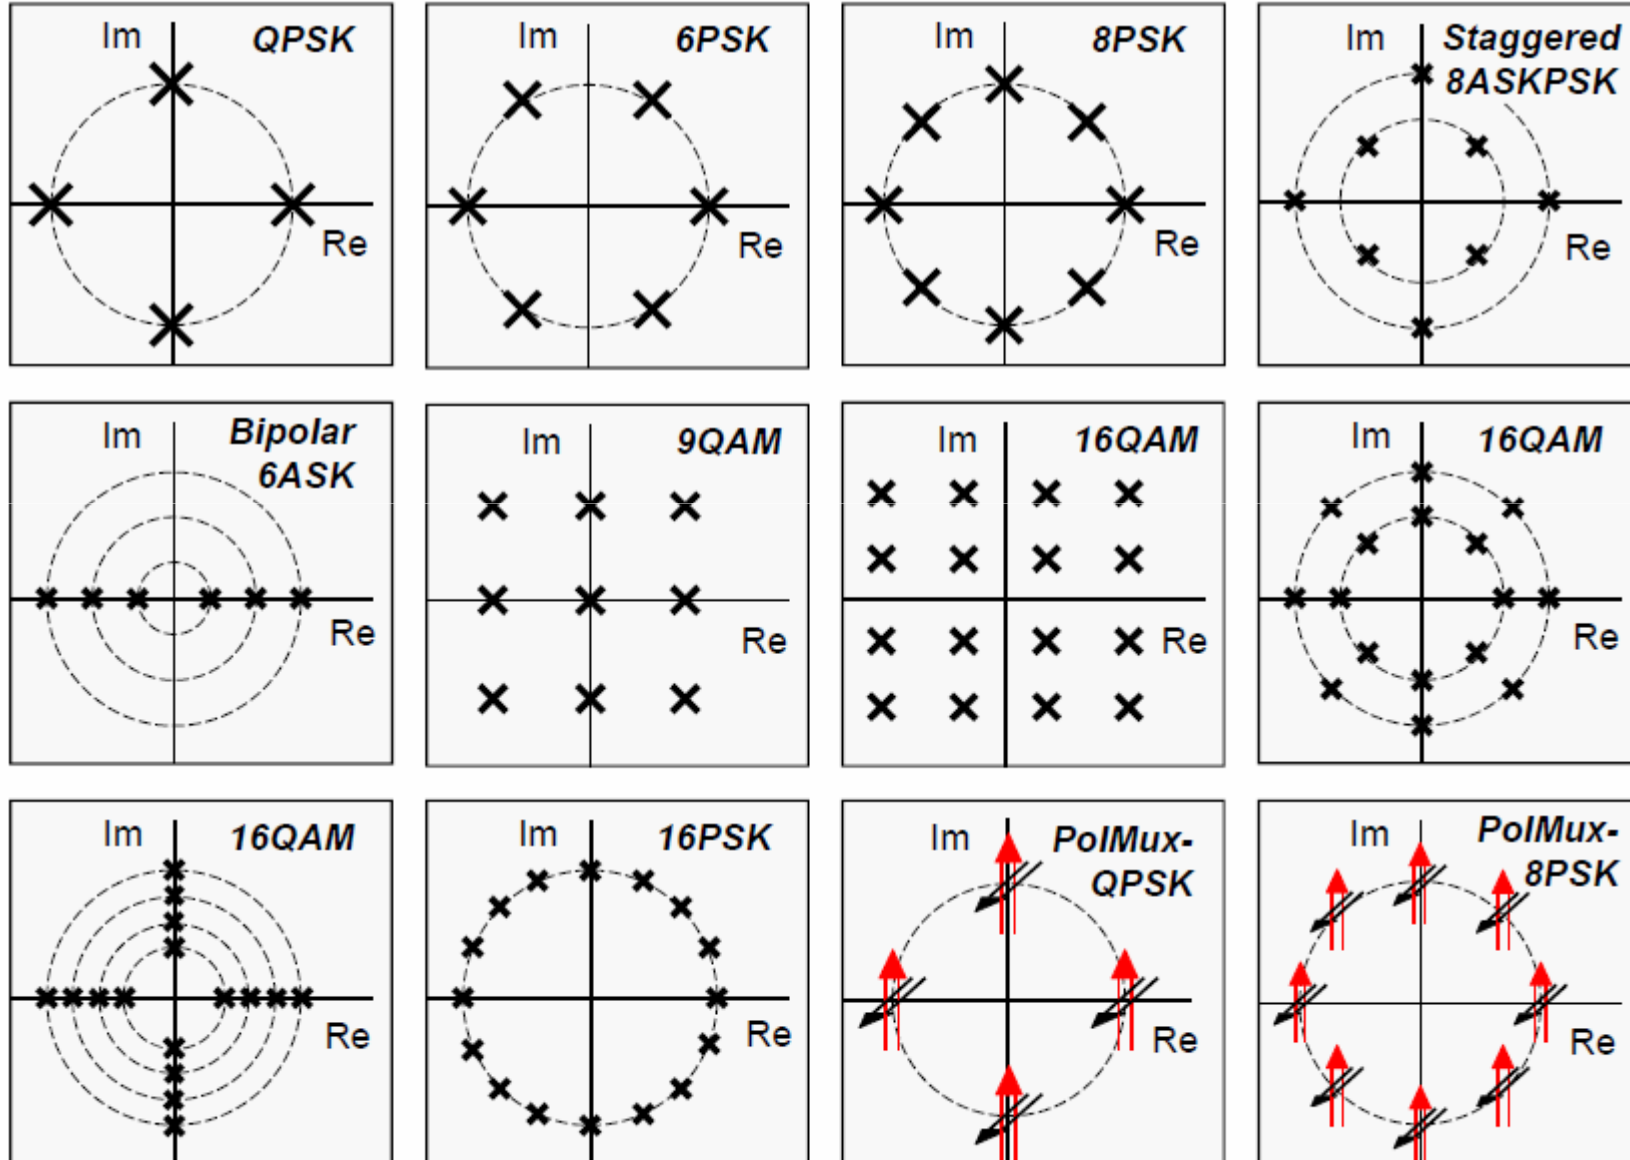 Im
QPSK
Re
Im
6PSK
Re
Im
8PSK
Re
Im
Staggered
8ASKPSK
Re
Im
Bipolar
6ASK
Re
Im
9QAM
Re
Im
16QAM
Re
Im
16QAM
Re
Im
16QAM
Re
Im
16PSK
Re
Im
PolMux-
QPSK
Re
Im
PolMux-
8PSK
Re